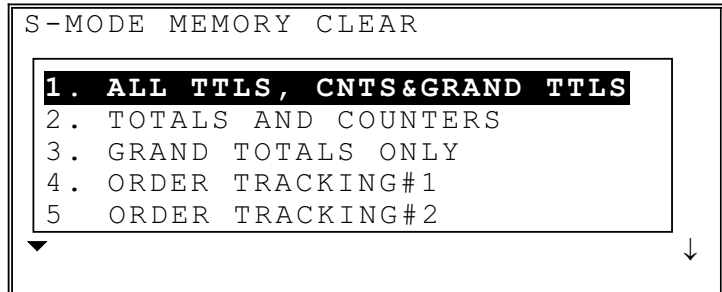 S-MODE MEMORY CLEAR
1. ALL TTLS, CNTS&GRAND TTLS
2. TOTALS AND COUNTERS
3. GRAND TOTALS ONLY
4. ORDER TRACKING#1
5 ORDER TRACKING#2